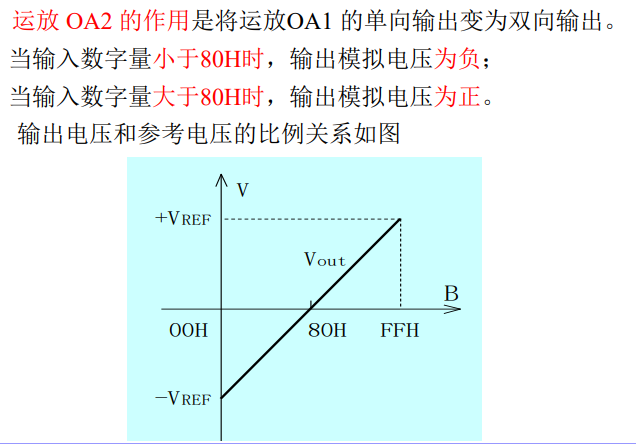 运放 OA2 的作用是将运放OA1 的单向输出变为双向输出。
当输入数字量小于80H时，输出模拟电压为负；
当输入数字量大于80H时，输出模拟电压为正。
输出电压和参考电压的比例关系如图
V
+VREF
Vout
B
00H
80H
FFH
-VREF